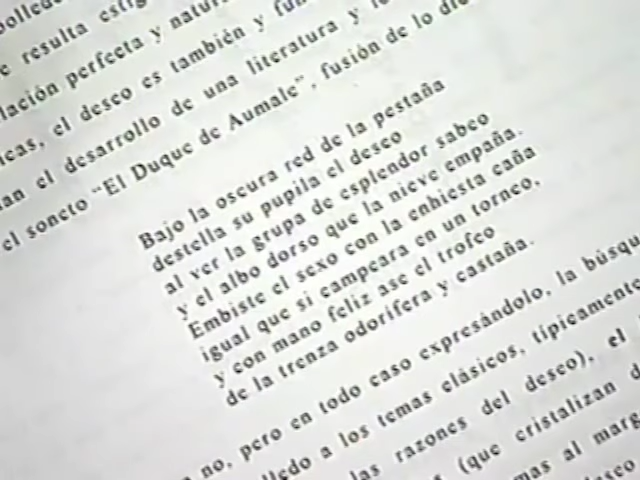 e resulta
lación perfecta y natur
icas, el deseo es también y fu
an el desarrollo de una literatura y
el soneto "El Duque de Aumale", fusión de lo
Bajo la oscura red de la pestaña
destella su pupila el deseo
al ver la grupa de esplendor sabeo
y el albo dorso que la nieve empaña.
Embiste el sexo con la enhiesta caña
igual que si campeara en un torneo,
y con mano feliz ase el trofeo
de la trenza odorífera y castaña.
no, pero en todo caso expresándolo, la búsqu
lledo a los temas clásicos, típicamente
las razones del deseo), el
(que cristalizan d
mas al marg